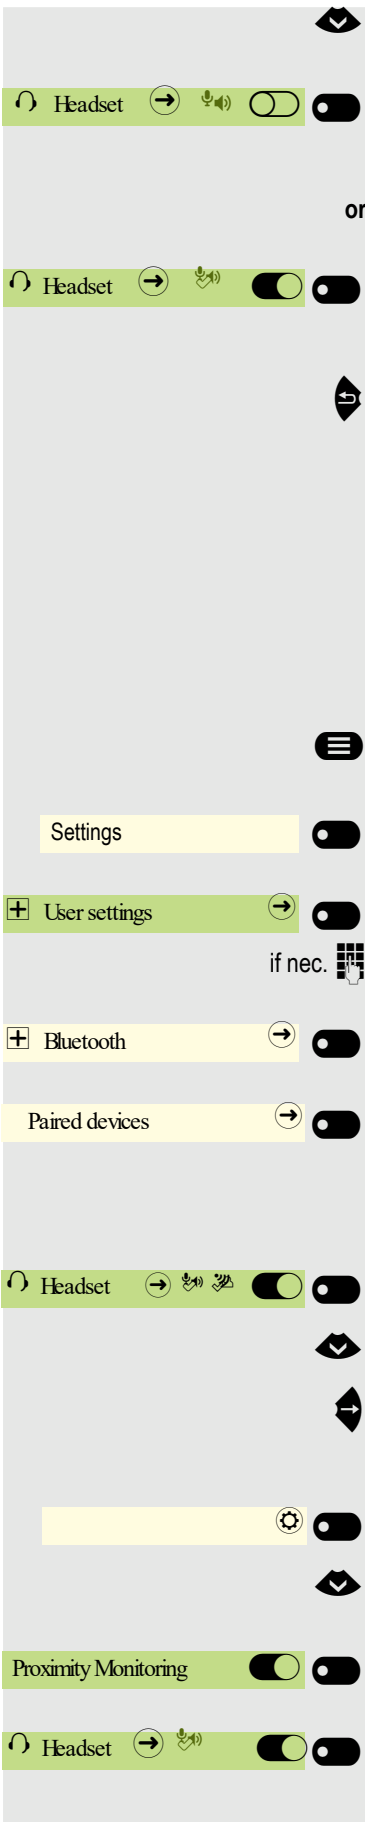 Headset
or
Headset
Settings
User settings
if nec.
Bluetooth
Paired devices
Headset
Proximity Monitoring
Headset